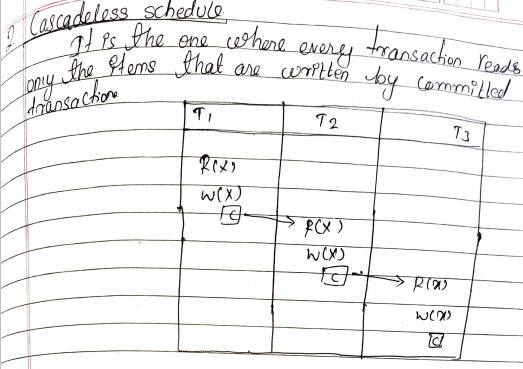 2. Cascadeless schedule
It is the one where every transaction reads
only the items that are written by committed
transaction
T1 T2 T3
R(X)
W(X)
C R(X)
W(X)
C R(X)
W(X)
C